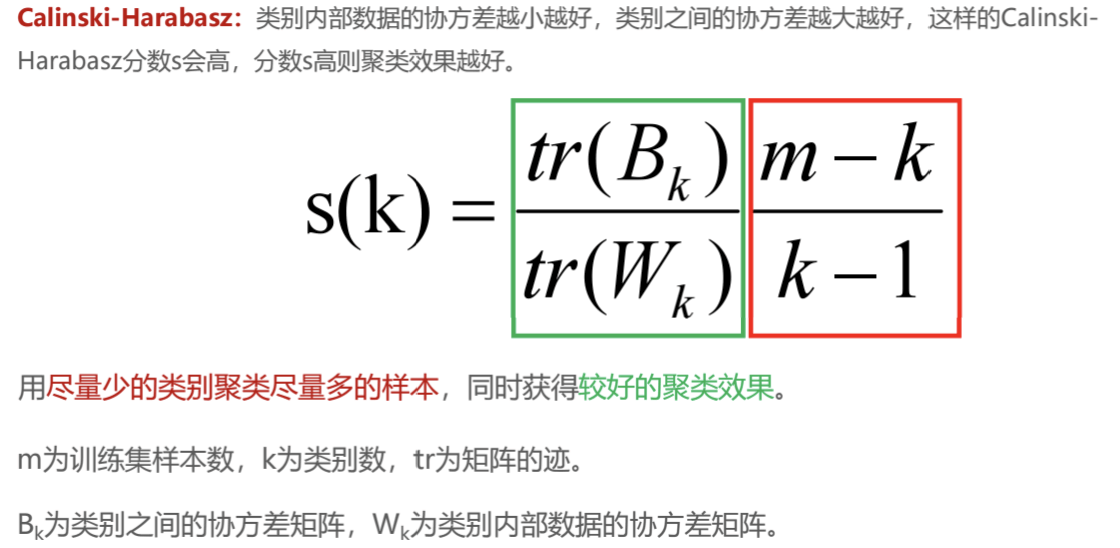 Calinski-Harabasz：类别内部数据的协方差越小越好，类别之间的协方差越大越好，这样的Calinski-
Harabasz分数s会高，分数s高则聚类效果越好。
s(k) = tr(B_k) / tr(W_k) · (m − k) / (k − 1)
用尽量少的类别聚类尽量多的样本，同时获得较好的聚类效果。
m为训练集样本数，k为类别数，tr为矩阵的迹。
B_k为类别之间的协方差矩阵，W_k为类别内部数据的协方差矩阵。